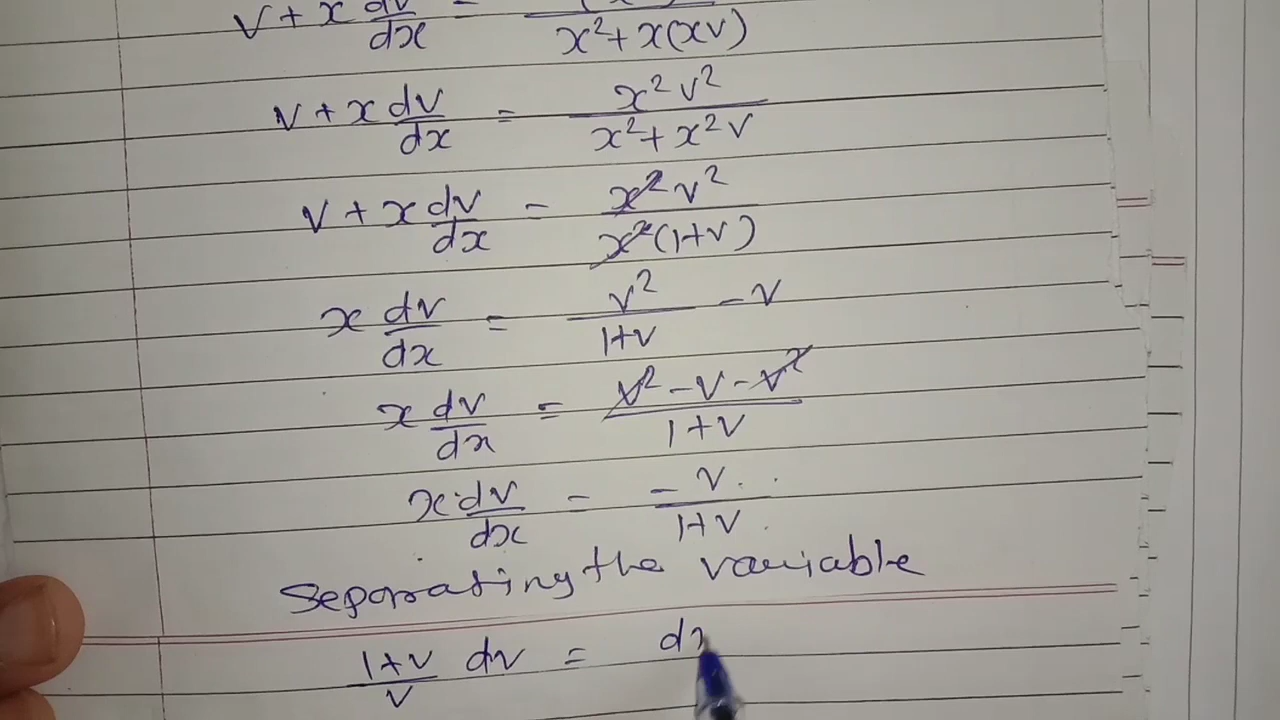 v + x dv/dx = /x²+x(xv)
v + x dv/dx = x²v²/x²+x²v
v + x dv/dx = x²v²/x²(1+v)
x dv/dx = v²/1+v - v
x dv/dx = v²-v-v²/1+v
x dv/dx = -v/1+v
Separating the variable
1+v/v dv = dx